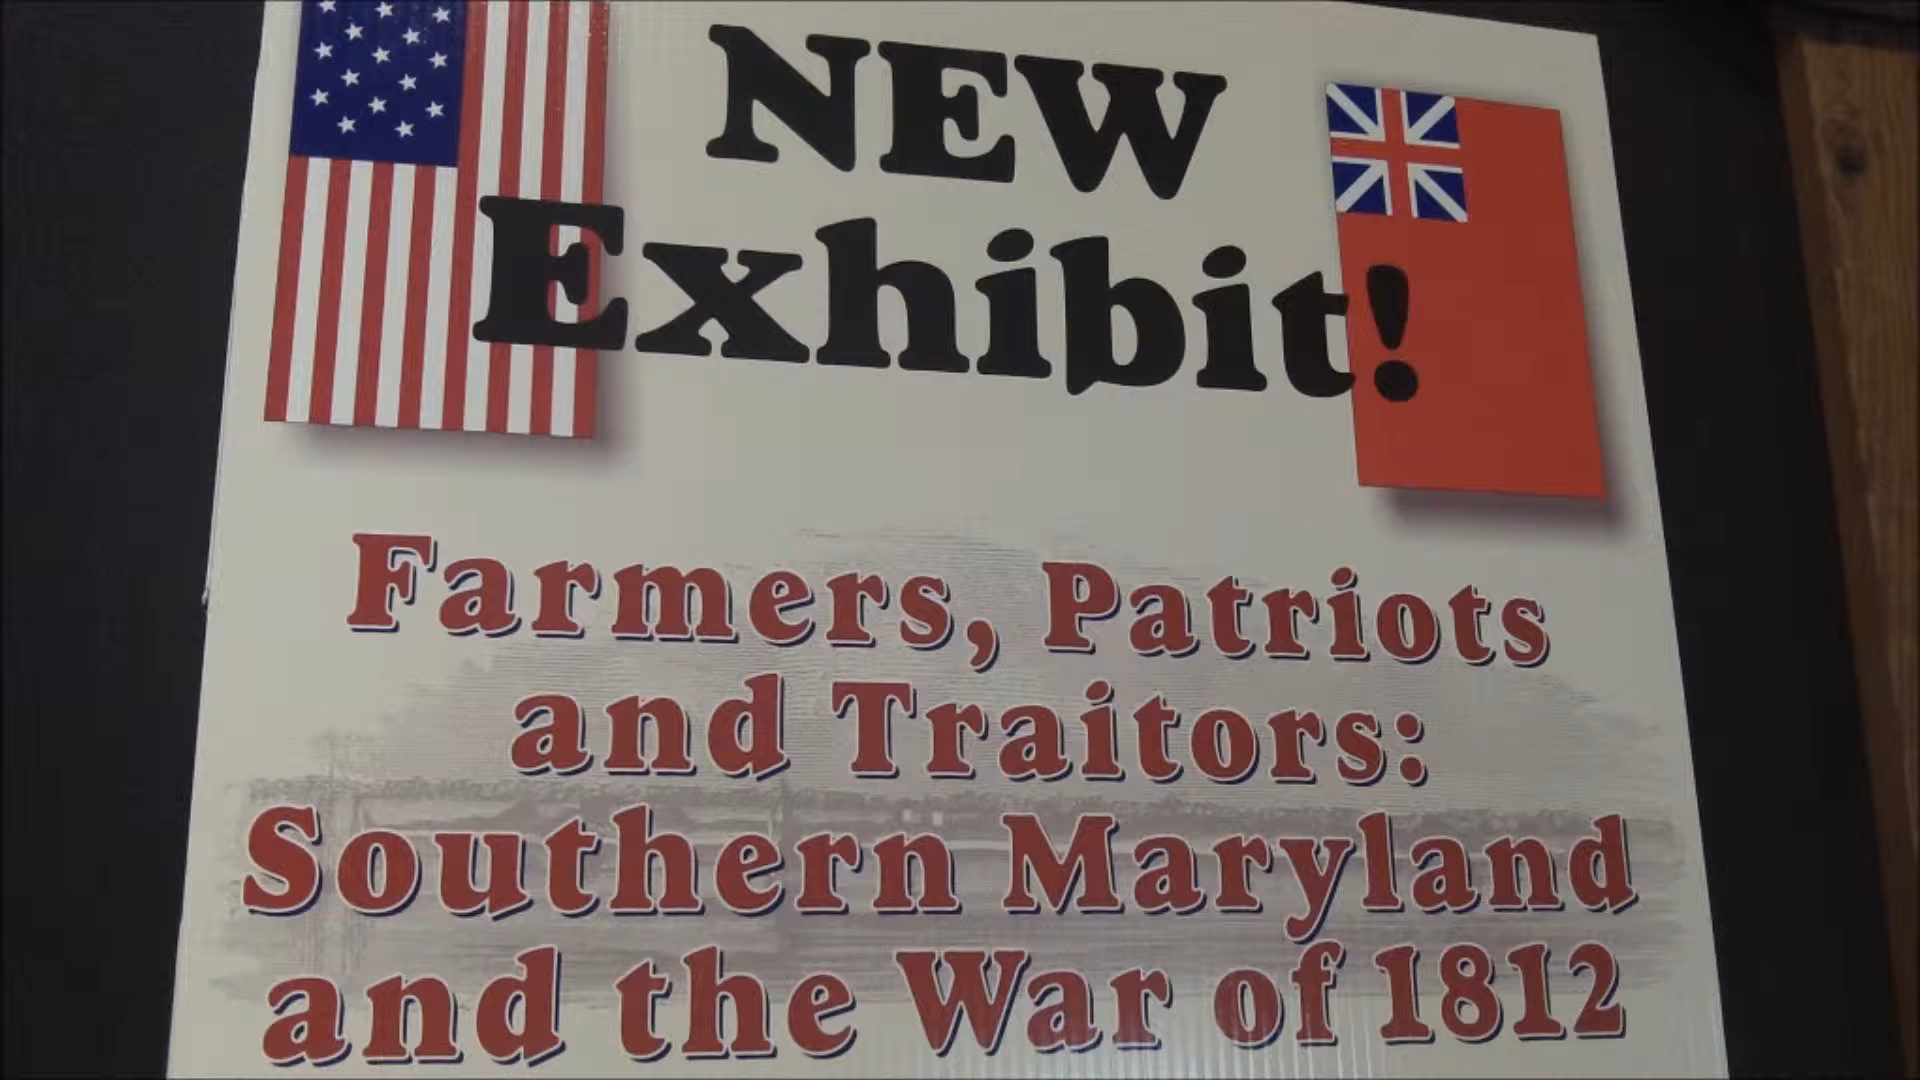 NEW
Exhibit!
Farmers, Patriots
and Traitors:
Southern Maryland
and the War of 1812